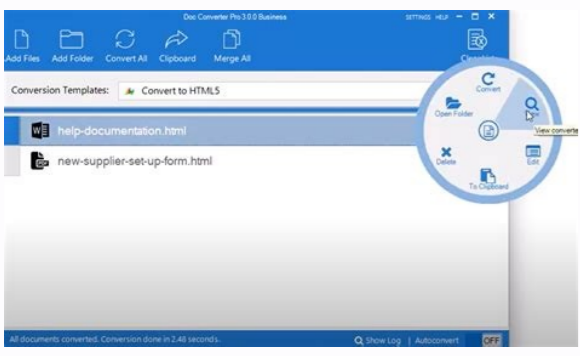 Doc Converter Pro 3.0.0 Business
SETTINGS HELP
Add Files Add Folder Convert All Clipboard Merge All
Conversion Templates: Convert to HTML5
Convert
Open Folder
View converte
W help-documentation.html
Delete Edit
new-supplier-set-up-form.html
To Clipboard
All documents converted. Conversion done in 2.48 seconds. Show Log | Autoconvert OFF